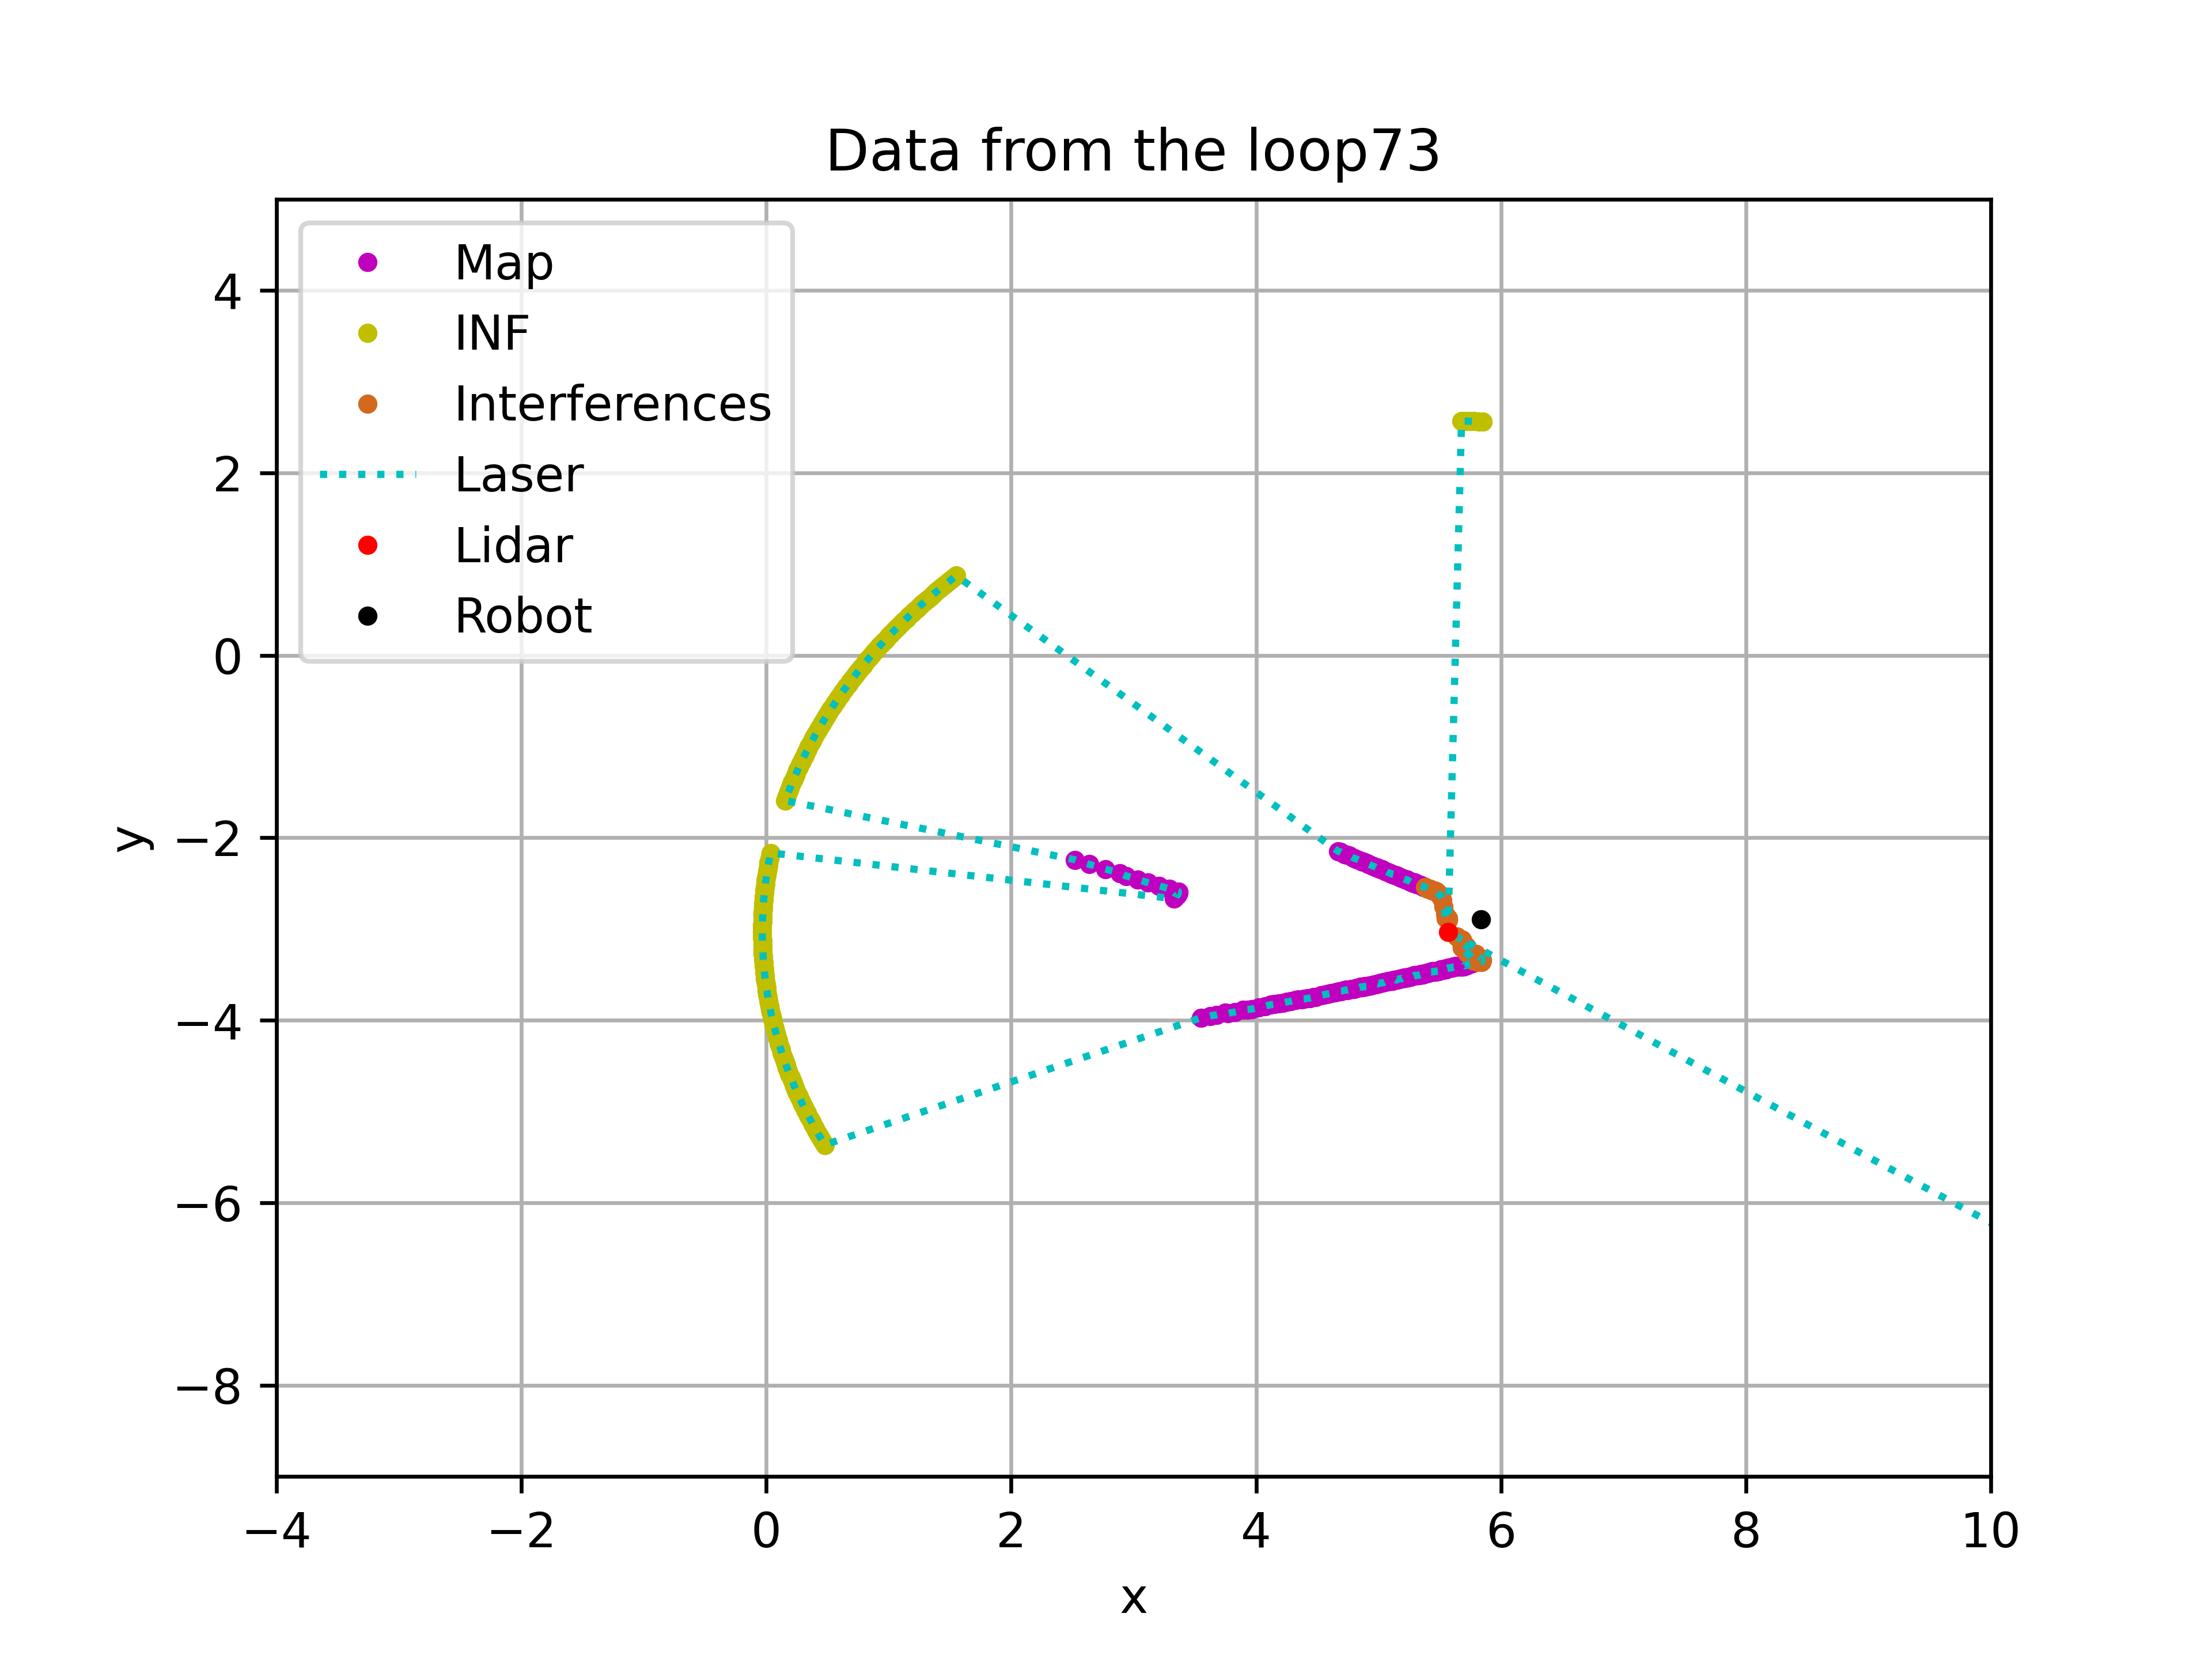 Data from the loop73
Map
INF
Interferences
Laser
Lidar
Robot
4
2
0
−2
−4
−6
−8
y
−4 −2 0 2 4 6 8 10
x